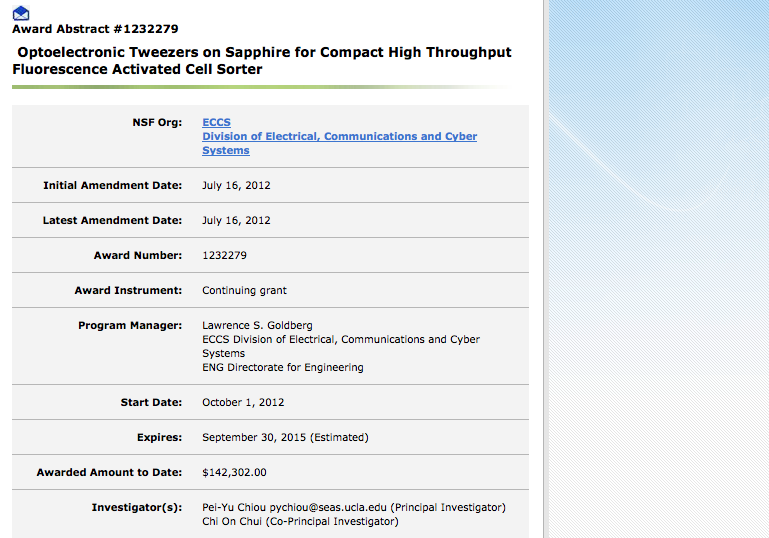 Award Abstract #1232279
Optoelectronic Tweezers on Sapphire for Compact High Throughput
Fluorescence Activated Cell Sorter
NSF Org: ECCS
Division of Electrical, Communications and Cyber
Systems
Initial Amendment Date: July 16, 2012
Latest Amendment Date: July 16, 2012
Award Number: 1232279
Award Instrument: Continuing grant
Program Manager: Lawrence S. Goldberg
ECCS Division of Electrical, Communications and Cyber
Systems
ENG Directorate for Engineering
Start Date: October 1, 2012
Expires: September 30, 2015 (Estimated)
Awarded Amount to Date: $142,302.00
Investigator(s): Pei-Yu Chiou pychiou@seas.ucla.edu (Principal Investigator)
Chi On Chui (Co-Principal Investigator)